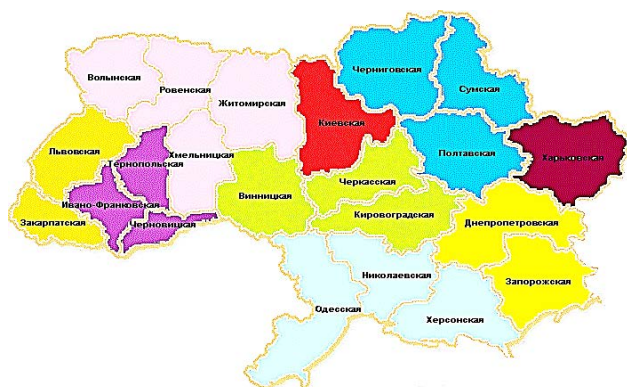 Черниговская
Волынская
Сумская
Ровенская
Житомирская
Киевская
Полтавская
Харьковская
Львовская
Тернопольская
Хмельницкая
Черкасская
Винницкая
Ивано-Франковская
Кировоградская
Закарпатская
Черновицкая
Днепропетровская
Николаевская
Запорожская
Одесская
Херсонская